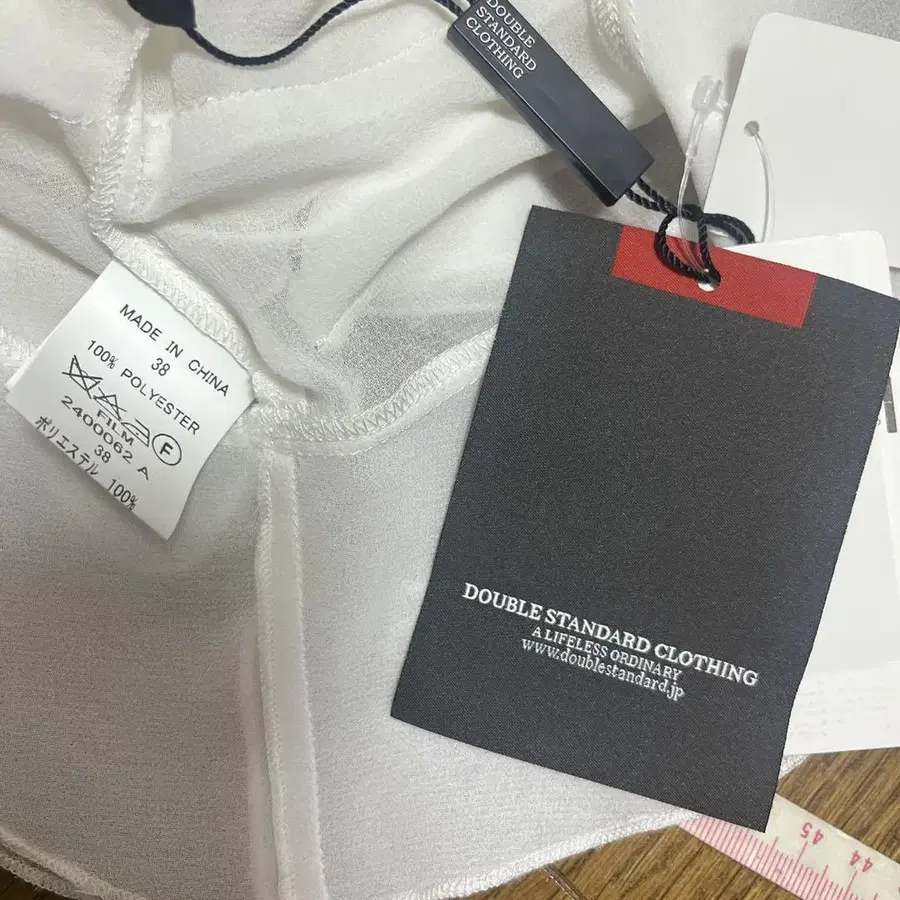 DOUBLE
STANDARD
CLOTHING
MADE IN CHINA
38
100% POLYESTER
F
FILM
2400062 A
38
ポリエステル 100%
DOUBLE STANDARD CLOTHING
A LIFELESS ORDINARY
www.doublestandard.jp
45
44
43